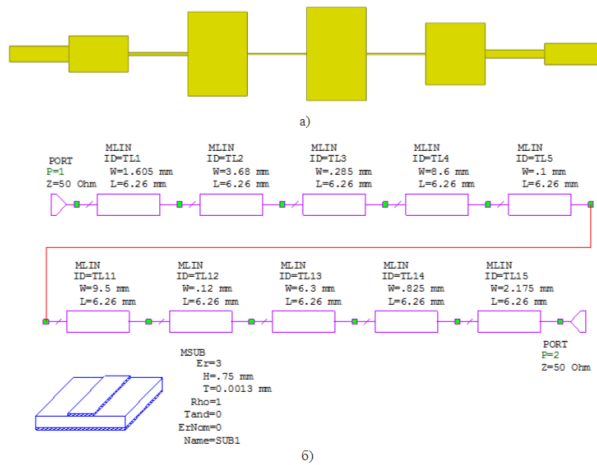 а)
MLIN MLIN MLIN MLIN MLIN
PORT ID=TL1 ID=TL2 ID=TL3 ID=TL4 ID=TL5
P=1 W=1.605 mm W=3.68 mm W=.285 mm W=8.6 mm W=.1 mm
Z=50 Ohm L=6.26 mm L=6.26 mm L=6.26 mm L=6.26 mm L=6.26 mm
MLIN MLIN MLIN MLIN MLIN
ID=TL11 ID=TL12 ID=TL13 ID=TL14 ID=TL15
W=9.5 mm W=.12 mm W=6.3 mm W=.825 mm W=2.175 mm
L=6.26 mm L=6.26 mm L=6.26 mm L=6.26 mm L=6.26 mm
PORT
P=2
Z=50 Ohm
MSUB
Er=3
H=.75 mm
T=0.0013 mm
Rho=1
Tand=0
ErNom=0
Name=SUB1
б)